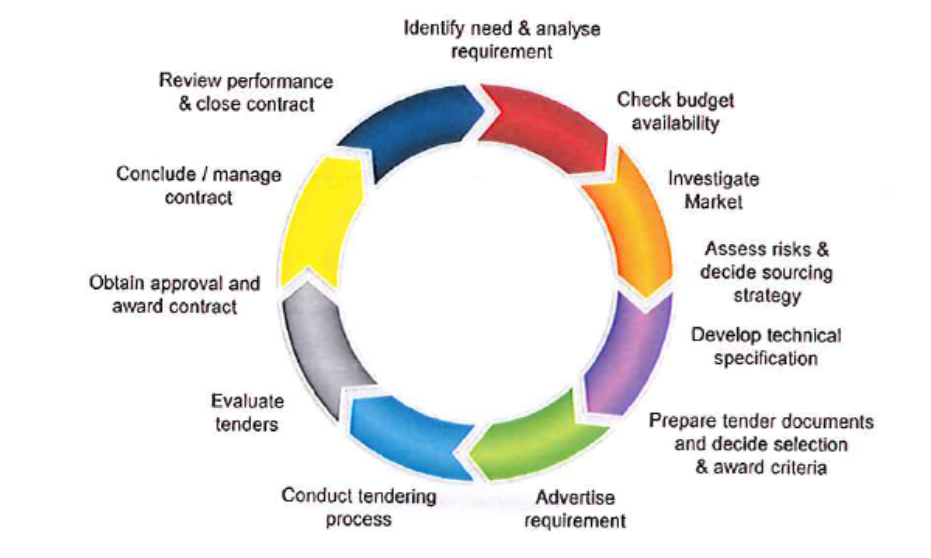 Identify need & analyse
requirement
Check budget
availability
Investigate
Market
Assess risks &
decide sourcing
strategy
Develop technical
specification
Prepare tender documents
and decide selection
& award criteria
Advertise
requirement
Conduct tendering
process
Evaluate
tenders
Obtain approval and
award contract
Conclude / manage
contract
Review performance
& close contract